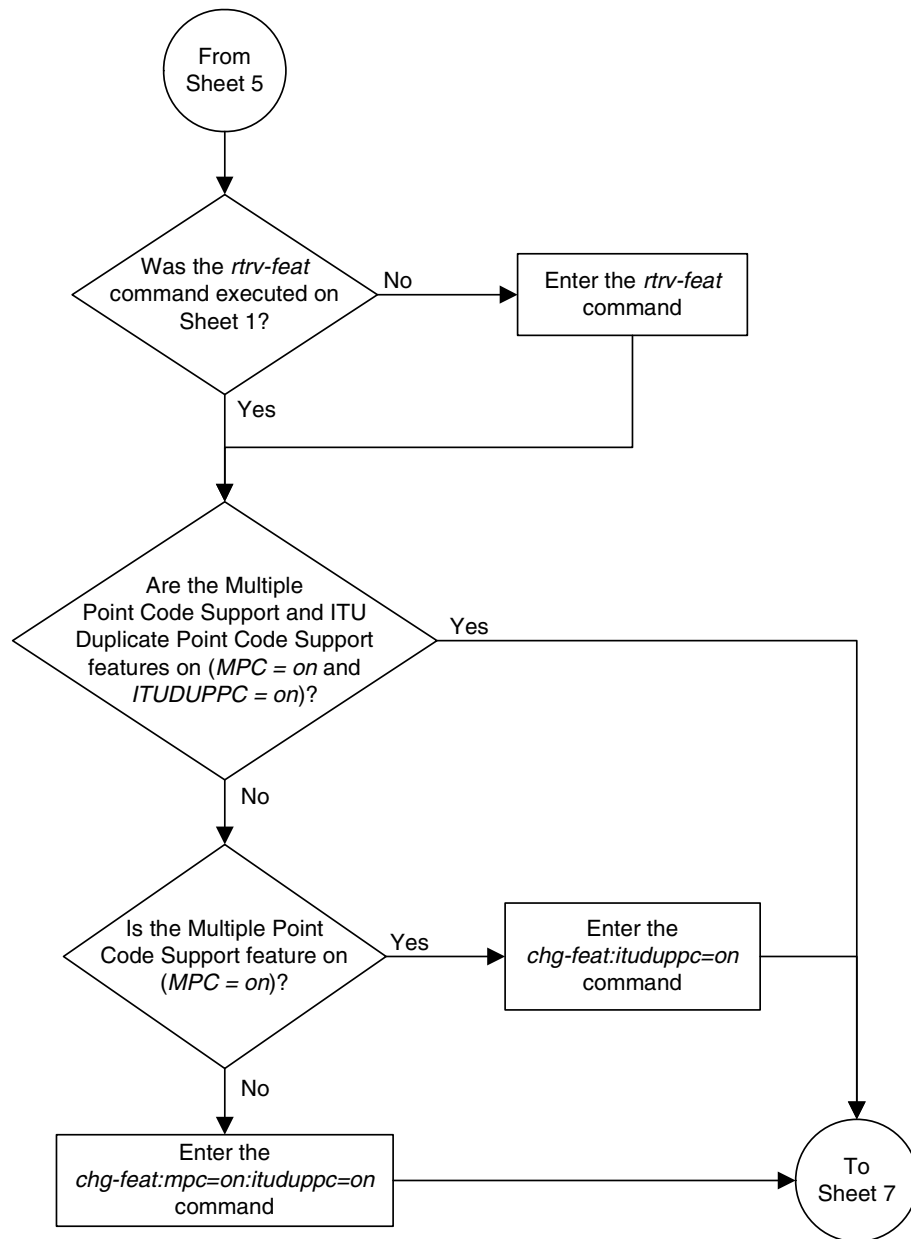 From
Sheet 5
Was the rtrv-feat
command executed on
Sheet 1?
No
Enter the rtrv-feat
command
Yes
Are the Multiple
Point Code Support and ITU
Duplicate Point Code Support
features on (MPC = on and
ITUDUPPC = on)?
Yes
No
Is the Multiple Point
Code Support feature on
(MPC = on)?
Yes
Enter the
chg-feat:ituduppc=on
command
No
Enter the
chg-feat:mpc=on:ituduppc=on
command
To
Sheet 7